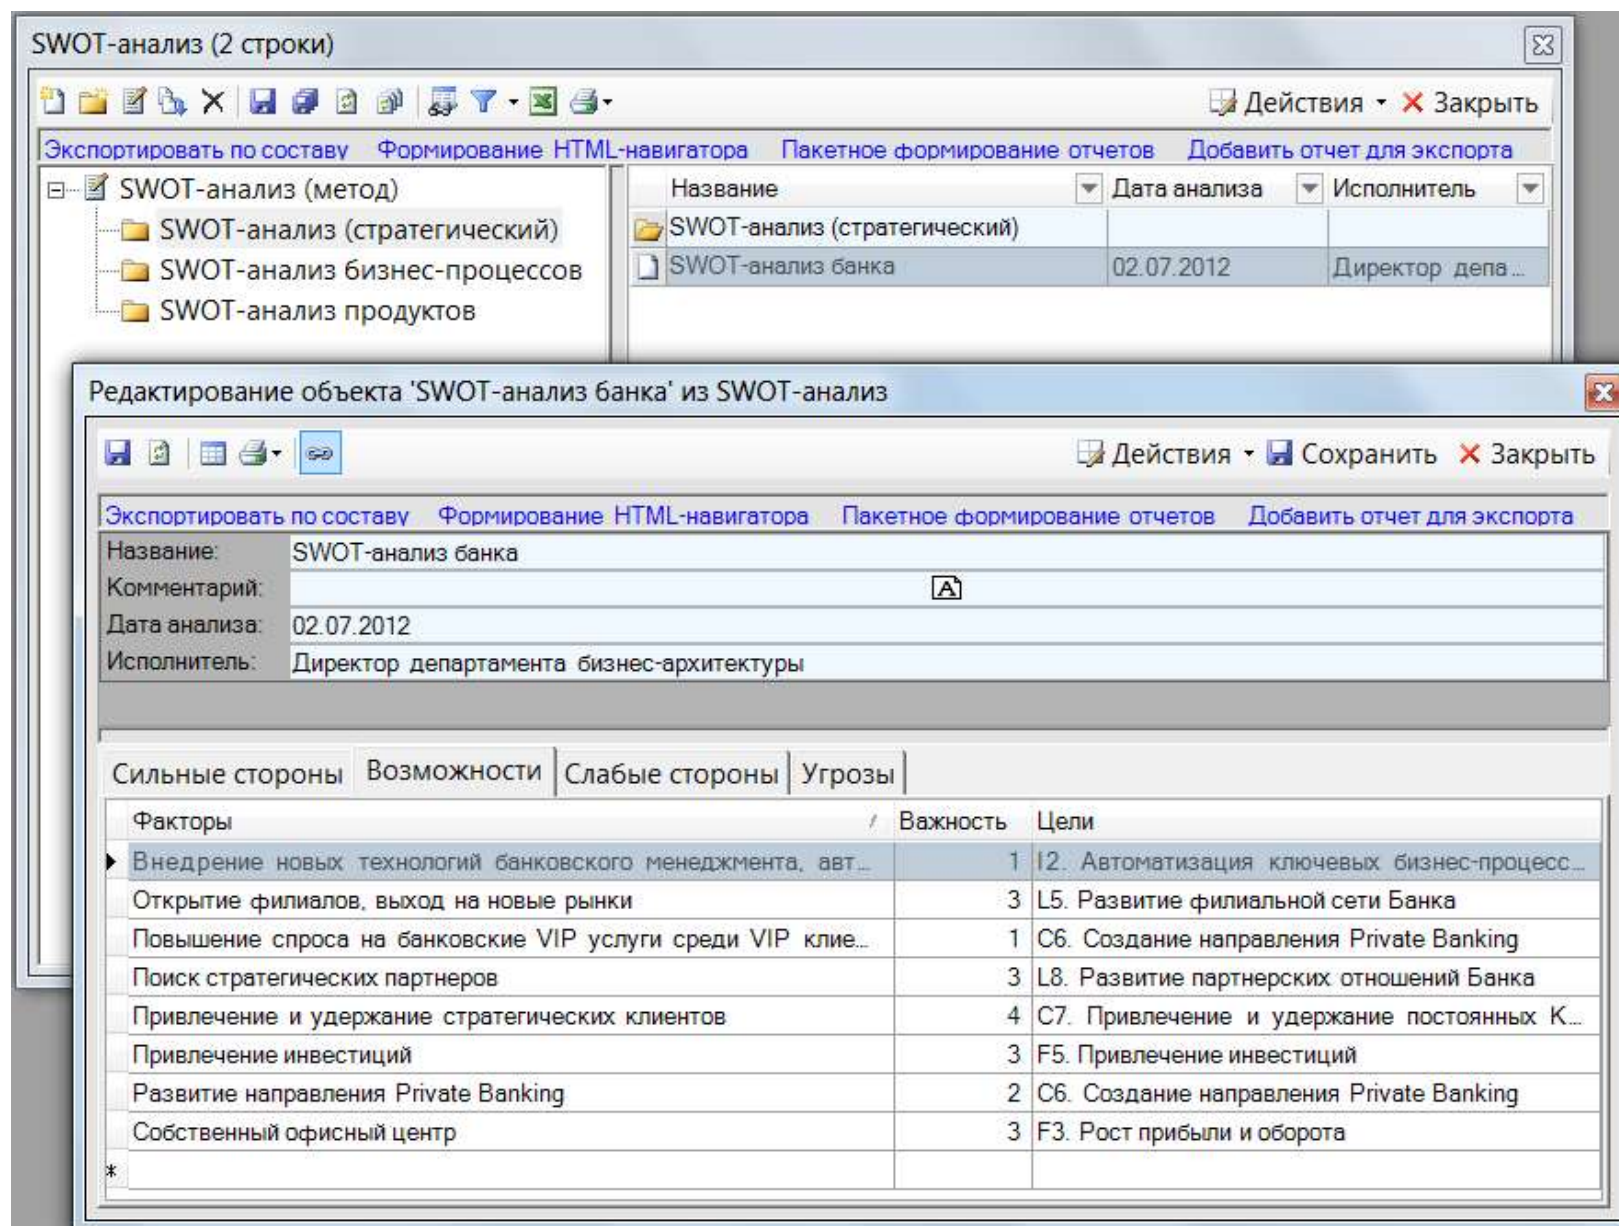 SWOT-анализ (2 строки)
Действия Закрыть
Экспортировать по составу Формирование HTML-навигатора Пакетное формирование отчетов Добавить отчет для экспорта
SWOT-анализ (метод)
SWOT-анализ (стратегический)
SWOT-анализ бизнес-процессов
SWOT-анализ продуктов
Название Дата анализа Исполнитель
SWOT-анализ (стратегический)
SWOT-анализ банка 02.07.2012 Директор депа...
Редактирование объекта 'SWOT-анализ банка' из SWOT-анализ
Действия Сохранить Закрыть
Экспортировать по составу Формирование HTML-навигатора Пакетное формирование отчетов Добавить отчет для экспорта
Название: SWOT-анализ банка
Комментарий: A
Дата анализа: 02.07.2012
Исполнитель: Директор департамента бизнес-архитектуры
Сильные стороны Возможности Слабые стороны Угрозы
Факторы Важность Цели
Внедрение новых технологий банковского менеджмента, авт... 1 I2. Автоматизация ключевых бизнес-процесс...
Открытие филиалов, выход на новые рынки 3 L5. Развитие филиальной сети Банка
Повышение спроса на банковские VIP услуги среди VIP клие... 1 C6. Создание направления Private Banking
Поиск стратегических партнеров 3 L8. Развитие партнерских отношений Банка
Привлечение и удержание стратегических клиентов 4 C7. Привлечение и удержание постоянных К...
Привлечение инвестиций 3 F5. Привлечение инвестиций
Развитие направления Private Banking 2 C6. Создание направления Private Banking
Собственный офисный центр 3 F3. Рост прибыли и оборота
*